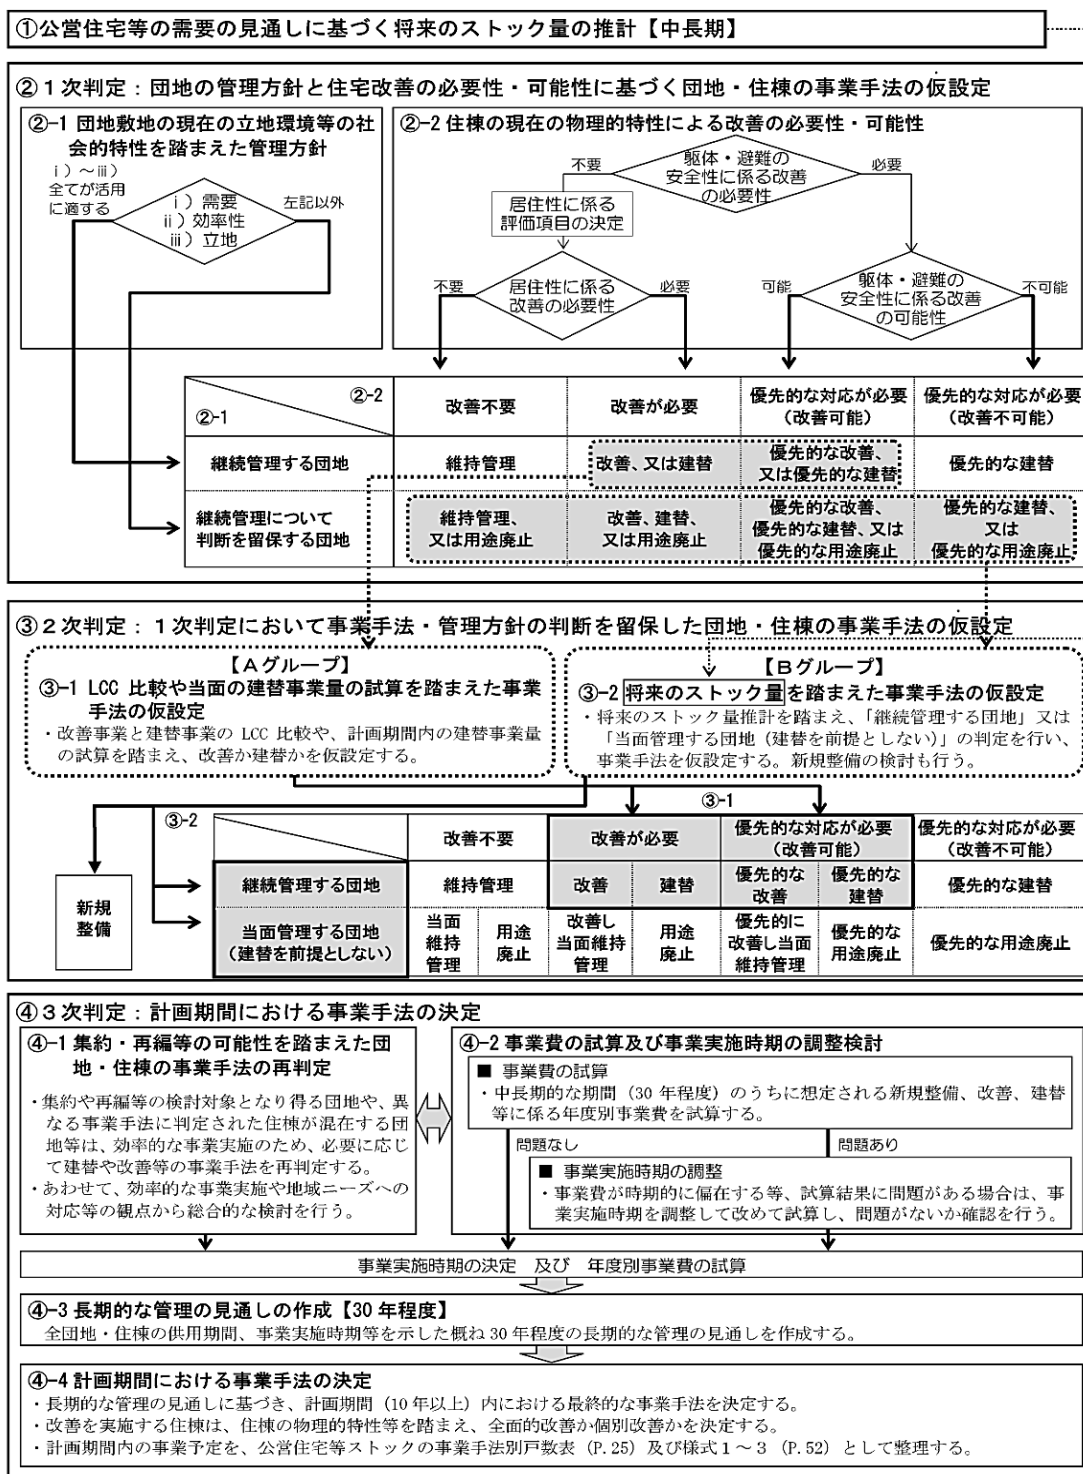 ①公営住宅等の需要の見通しに基づく将来のストック量の推計【中長期】
②１次判定：団地の管理方針と住宅改善の必要性・可能性に基づく団地・住棟の事業手法の仮設定
②-1 団地敷地の現在の立地環境等の社
会的特性を踏まえた管理方針
ⅰ）～ⅲ）
全てが活用
に適する
ⅰ）需要
ⅱ）効率性
ⅲ）立地
左記以外
②-2 住棟の現在の物理的特性による改善の必要性・可能性
不要
躯体・避難の
安全性に係る改善
の必要性
必要
居住性に係る
評価項目の決定
不要
居住性に係る
改善の必要性
必要
可能
躯体・避難の
安全性に係る改善
の可能性
不可能
②-2
②-1
改善不要
改善が必要
優先的な対応が必要
（改善可能）
優先的な対応が必要
（改善不可能）
継続管理する団地
維持管理
改善、又は建替
優先的な改善、
又は優先的な建替
優先的な建替
継続管理について
判断を留保する団地
維持管理、
又は用途廃止
改善、建替、
又は用途廃止
優先的な改善、
優先的な建替、又は
優先的な用途廃止
優先的な建替、
又は
優先的な用途廃止
③２次判定：１次判定において事業手法・管理方針の判断を留保した団地・住棟の事業手法の仮設定
【Ａグループ】
③-1 LCC 比較や当面の建替事業量の試算を踏まえた事業
手法の仮設定
・改善事業と建替事業の LCC 比較や、計画期間内の建替事業量
の試算を踏まえ、改善か建替かを仮設定する。
【Ｂグループ】
③-2 将来のストック量を踏まえた事業手法の仮設定
・将来のストック量推計を踏まえ、「継続管理する団地」又は
「当面管理する団地（建替を前提としない）」の判定を行い、
事業手法を仮設定する。新規整備の検討も行う。
③-1
③-2
新規
整備
改善不要
改善が必要
優先的な対応が必要
（改善可能）
優先的な対応が必要
（改善不可能）
継続管理する団地
維持管理
改善
建替
優先的な
改善
優先的な
建替
優先的な建替
当面管理する団地
（建替を前提としない）
当面
維持
管理
用途
廃止
改善し
当面維持
管理
用途
廃止
優先的に
改善し当面
維持管理
優先的な
用途廃止
優先的な用途廃止
④３次判定：計画期間における事業手法の決定
④-1 集約・再編等の可能性を踏まえた団
地・住棟の事業手法の再判定
・集約や再編等の検討対象となり得る団地や、異
なる事業手法に判定された住棟が混在する団
地等は、効率的な事業実施のため、必要に応じ
て建替や改善等の事業手法を再判定する。
・あわせて、効率的な事業実施や地域ニーズへの
対応等の観点から総合的な検討を行う。
④-2 事業費の試算及び事業実施時期の調整検討
■ 事業費の試算
・中長期的な期間（30 年程度）のうちに想定される新規整備、改善、建替
等に係る年度別事業費を試算する。
問題なし
問題あり
■ 事業実施時期の調整
・事業費が時期的に偏在する等、試算結果に問題がある場合は、事
業実施時期を調整して改めて試算し、問題がないか確認を行う。
事業実施時期の決定 及び 年度別事業費の試算
④-3 長期的な管理の見通しの作成【30 年程度】
全団地・住棟の供用期間、事業実施時期等を示した概ね 30 年程度の長期的な管理の見通しを作成する。
④-4 計画期間における事業手法の決定
・長期的な管理の見通しに基づき、計画期間（10 年以上）内における最終的な事業手法を決定する。
・改善を実施する住棟は、住棟の物理的特性等を踏まえ、全面的改善か個別改善かを決定する。
・計画期間内の事業予定を、公営住宅等ストックの事業手法別戸数表（P.25）及び様式１～３（P.52）として整理する。